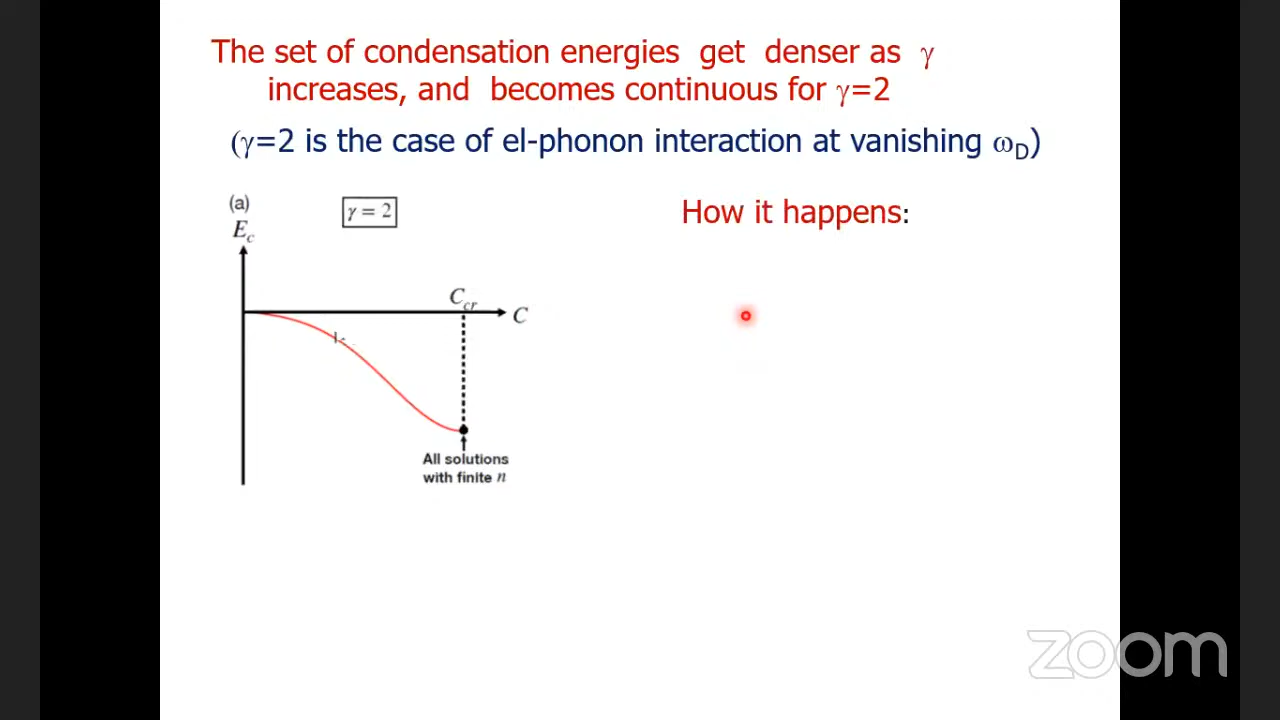 The set of condensation energies get denser as γ
increases, and becomes continuous for γ=2
(γ=2 is the case of el-phonon interaction at vanishing ωD)
(a)
γ = 2
How it happens:
Ec
Ccr
C
All solutions
with finite n
zoom